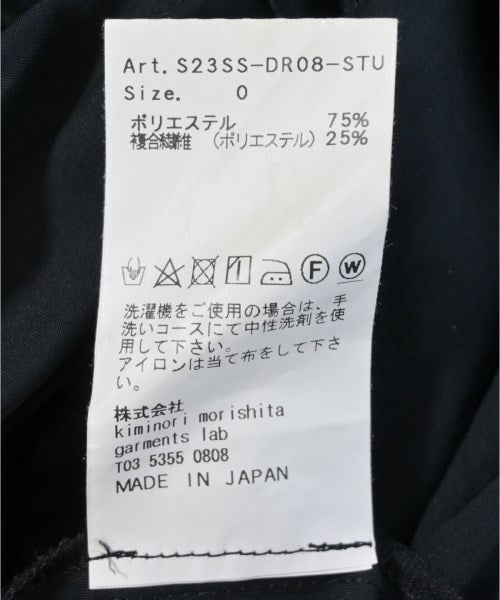 Art. S23SS-DR08-STU
Size. 0
ポリエステル 75%
複合繊維 (ポリエステル) 25%
F W
洗濯機をご使用の場合は、手
洗いコースにて中性洗剤を使
用して下さい。
アイロンは当て布をして下さ
い。
株式会社
kiminori morishita
garments lab
T03 5355 0808
MADE IN JAPAN